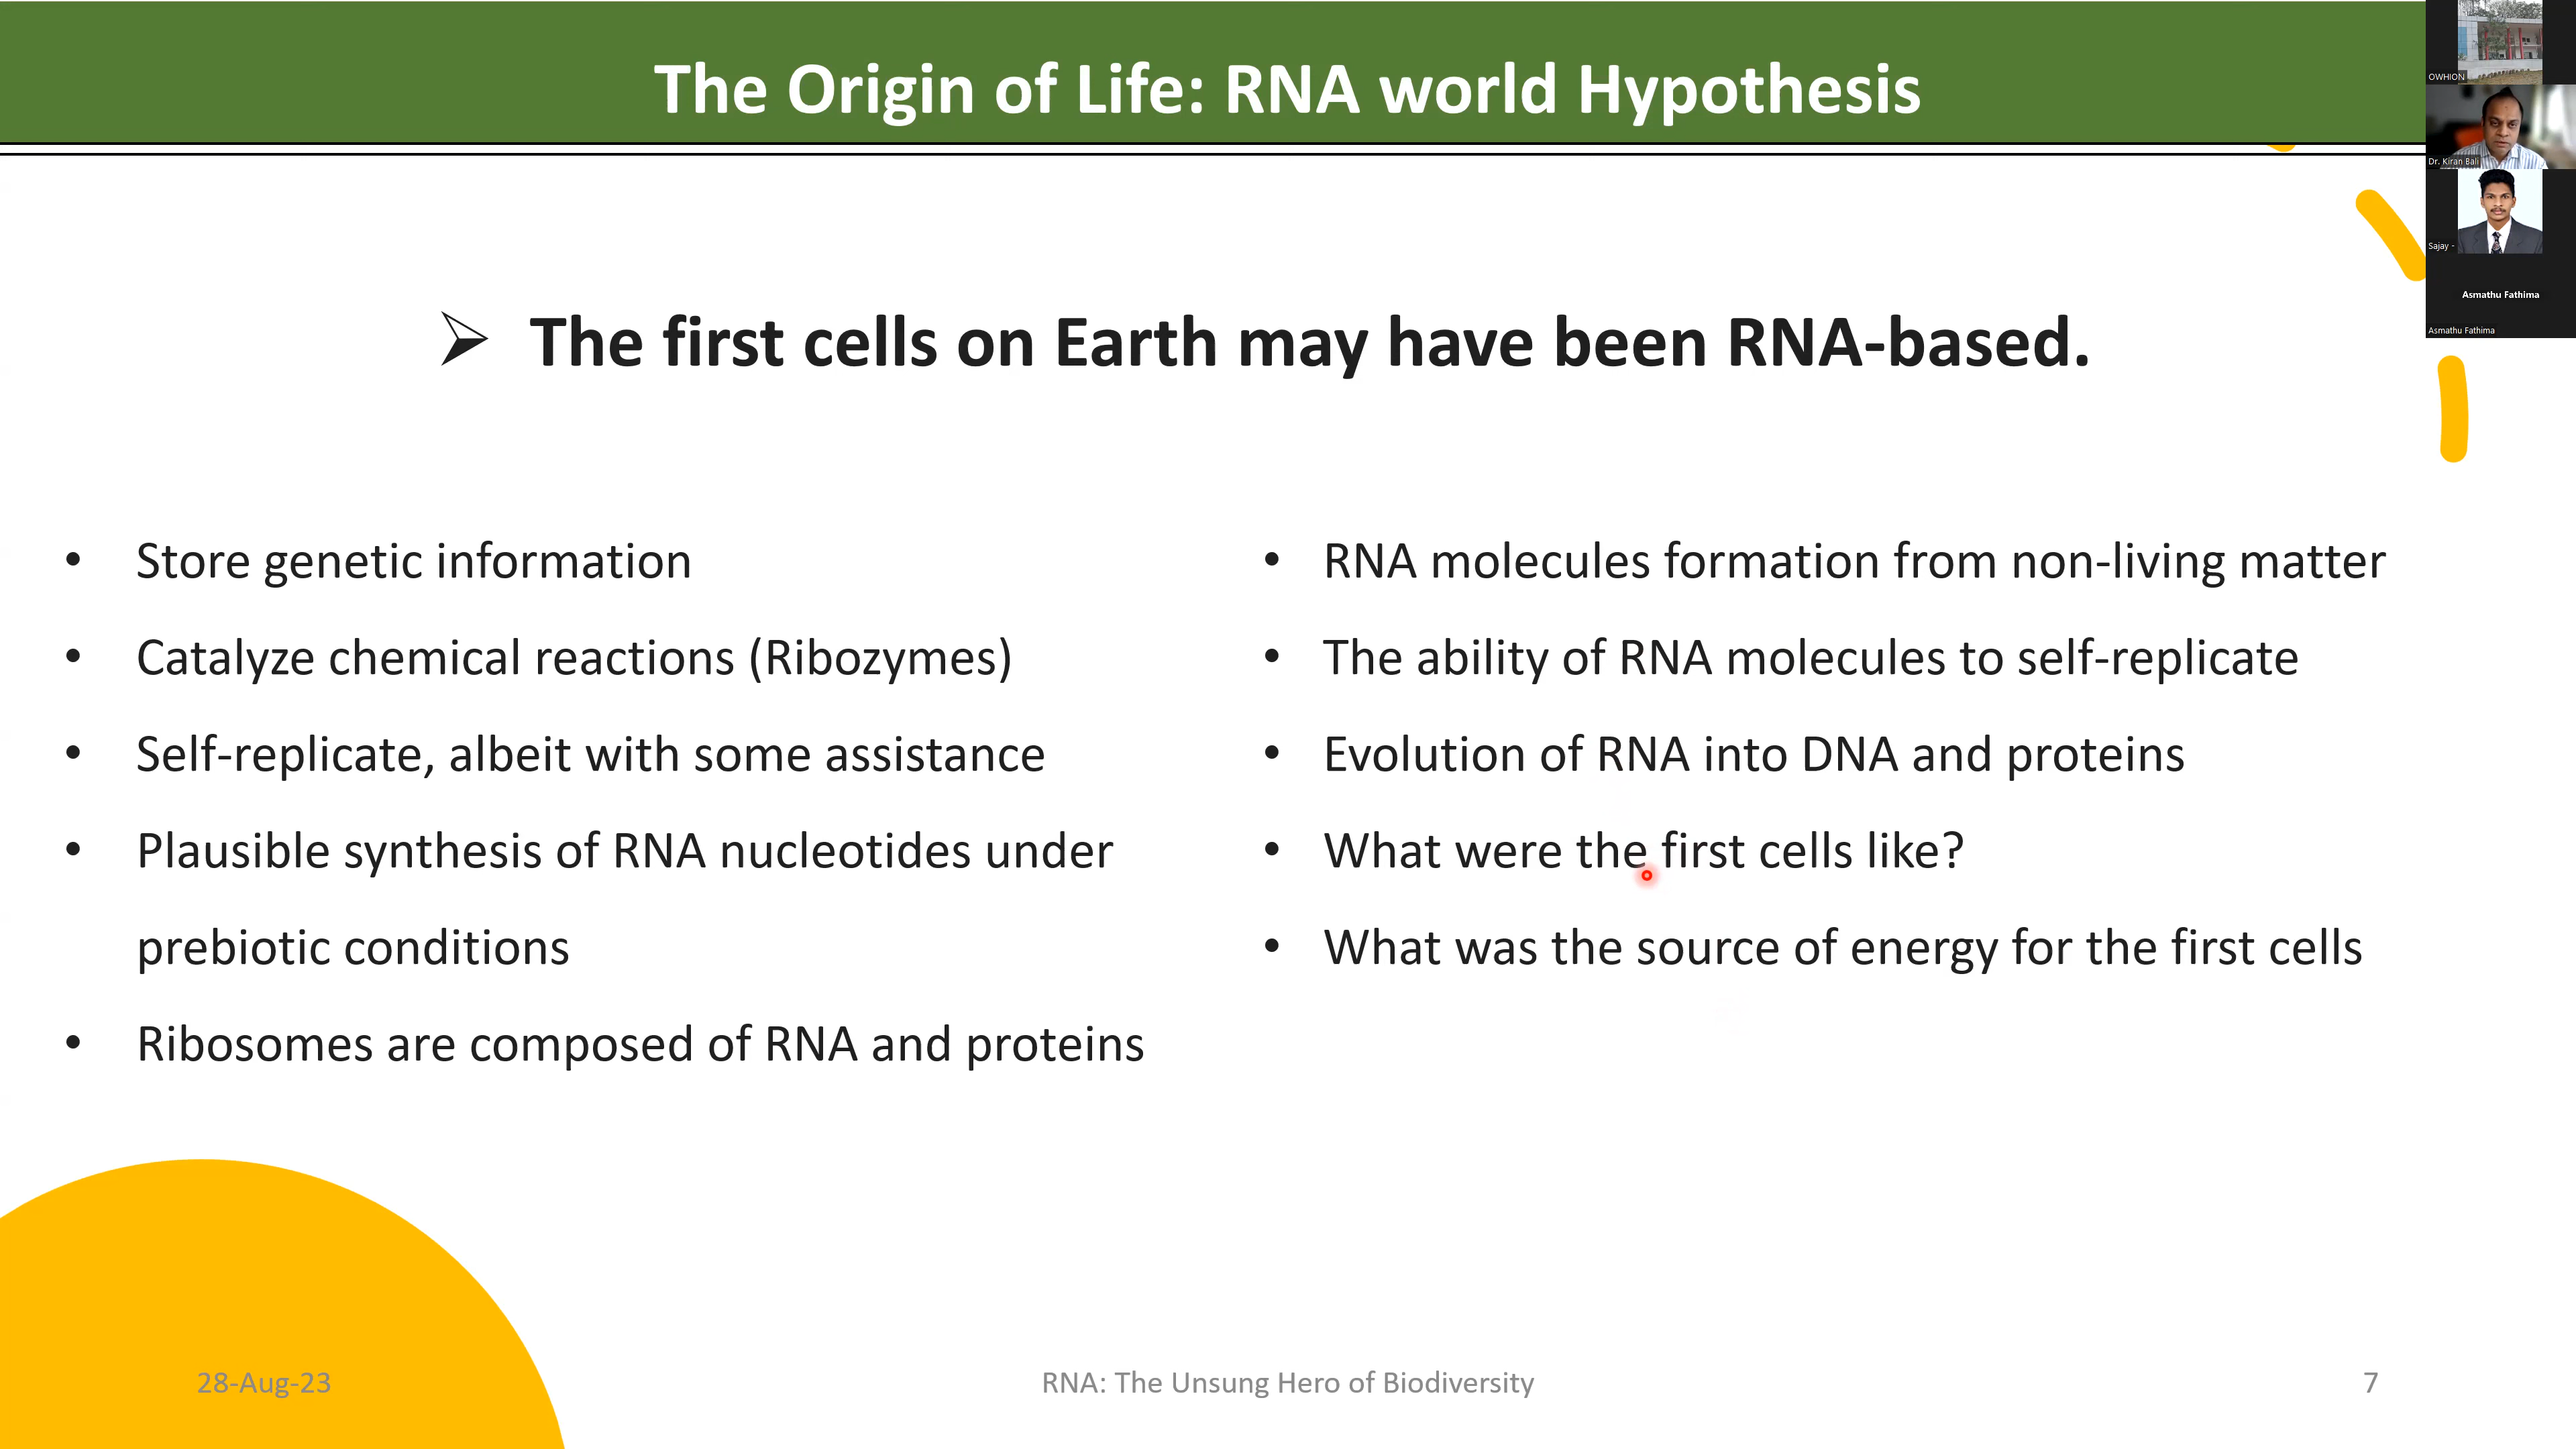 The Origin of Life: RNA world Hypothesis
The first cells on Earth may have been RNA-based.
• Store genetic information
• Catalyze chemical reactions (Ribozymes)
• Self-replicate, albeit with some assistance
• Plausible synthesis of RNA nucleotides under
prebiotic conditions
• Ribosomes are composed of RNA and proteins
• RNA molecules formation from non-living matter
• The ability of RNA molecules to self-replicate
• Evolution of RNA into DNA and proteins
• What were the first cells like?
• What was the source of energy for the first cells
28-Aug-23
RNA: The Unsung Hero of Biodiversity
7
OWHION
Dr. Kiran Bali
Sajay -
Asmathu Fathima
Asmathu Fathima